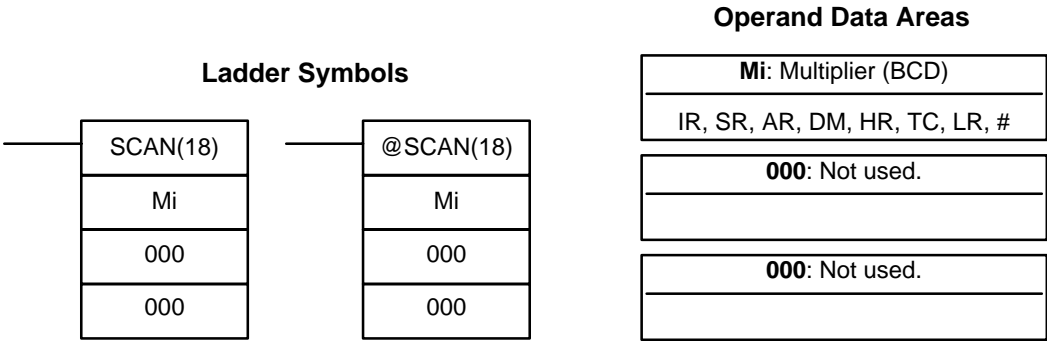 Ladder Symbols
SCAN(18)
Mi
000
000
@SCAN(18)
Mi
000
000
Operand Data Areas
Mi: Multiplier (BCD)
IR, SR, AR, DM, HR, TC, LR, #
000: Not used.
000: Not used.